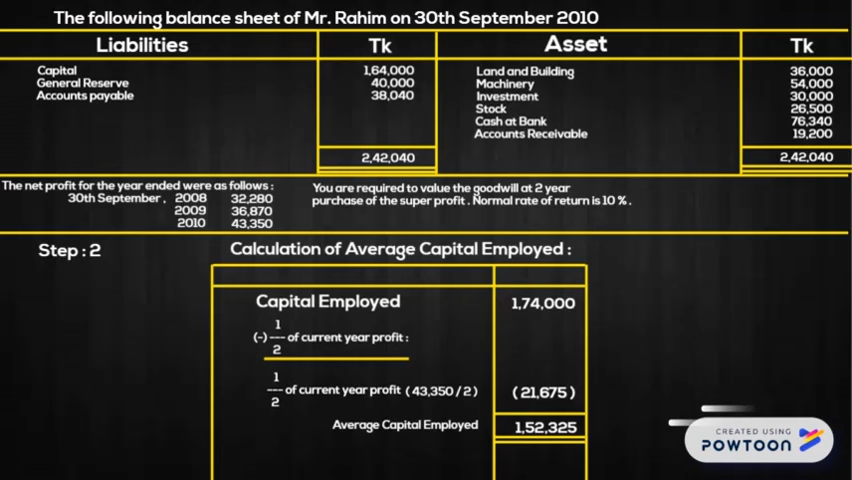 The following balance sheet of Mr. Rahim on 30th September 2010
Liabilities Tk Asset Tk
Capital 1,64,000 Land and Building 36,000
General Reserve 40,000 Machinery 54,000
Accounts payable 38,040 Investment 30,000
Stock 26,500
Cash at Bank 76,340
Accounts Receivable 19,200
2,42,040 2,42,040
The net profit for the year ended were as follows :
30th September , 2008 32,280
2009 36,870
2010 43,350
You are required to value the goodwill at 2 year
purchase of the super profit . Normal rate of return is 10 % .
Step : 2 Calculation of Average Capital Employed :
Capital Employed 1,74,000
(-) 1/2 of current year profit :
1/2 of current year profit ( 43,350 / 2 ) ( 21,675 )
Average Capital Employed 1,52,325
CREATED USING
POWTOON